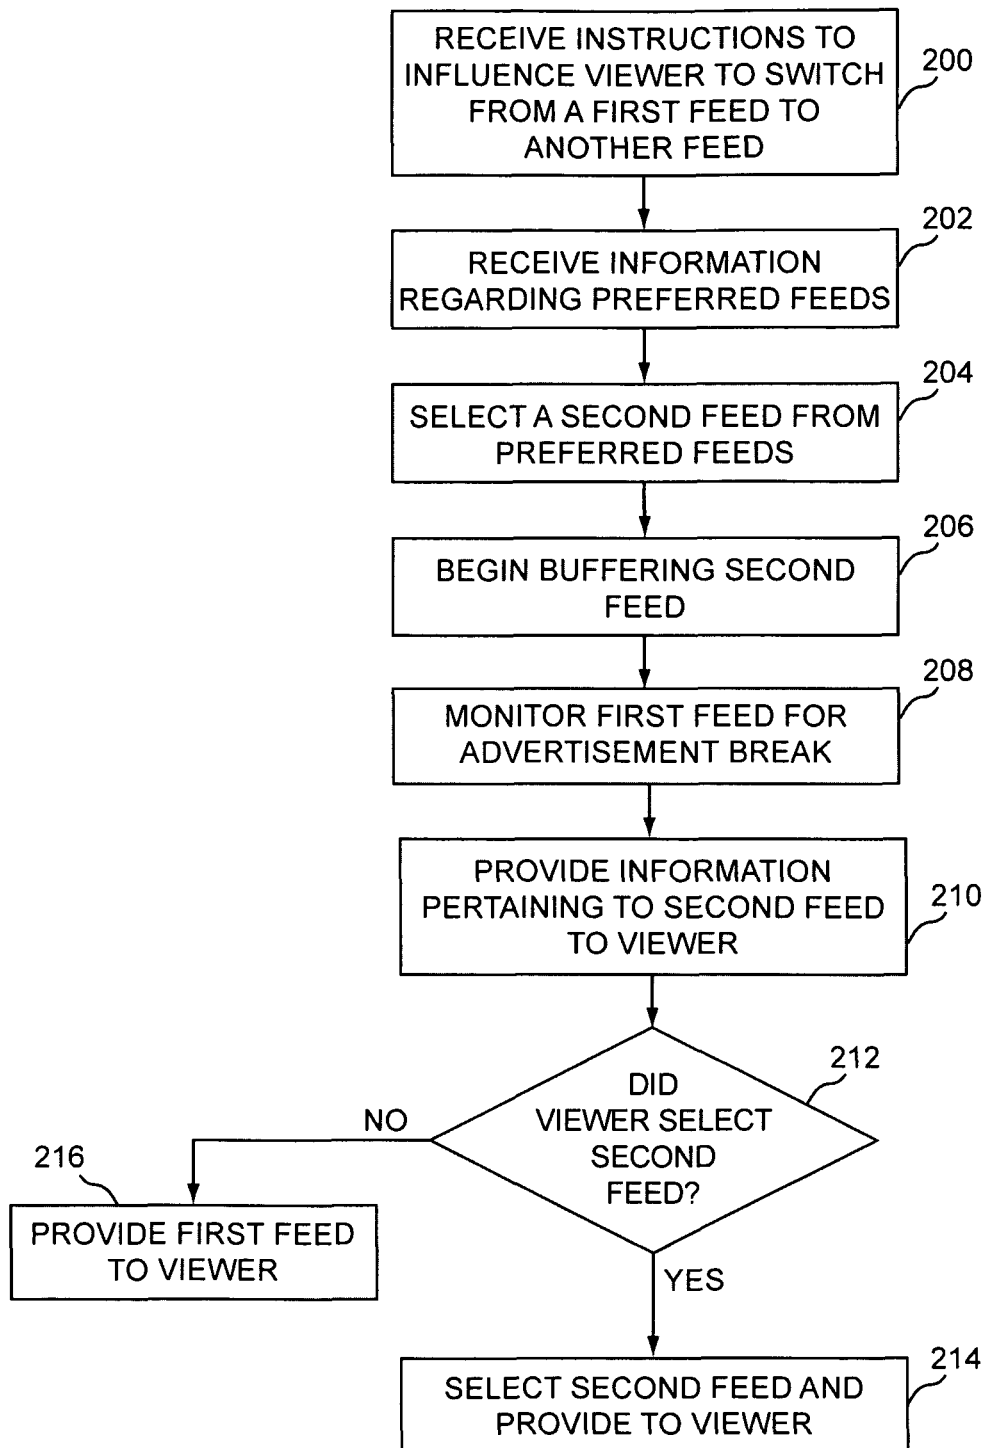 RECEIVE INSTRUCTIONS TO
INFLUENCE VIEWER TO SWITCH
FROM A FIRST FEED TO
ANOTHER FEED
200
RECEIVE INFORMATION
REGARDING PREFERRED FEEDS
202
SELECT A SECOND FEED FROM
PREFERRED FEEDS
204
BEGIN BUFFERING SECOND
FEED
206
MONITOR FIRST FEED FOR
ADVERTISEMENT BREAK
208
PROVIDE INFORMATION
PERTAINING TO SECOND FEED
TO VIEWER
210
DID
VIEWER SELECT
SECOND
FEED?
212
NO
216
PROVIDE FIRST FEED
TO VIEWER
YES
SELECT SECOND FEED AND
PROVIDE TO VIEWER
214